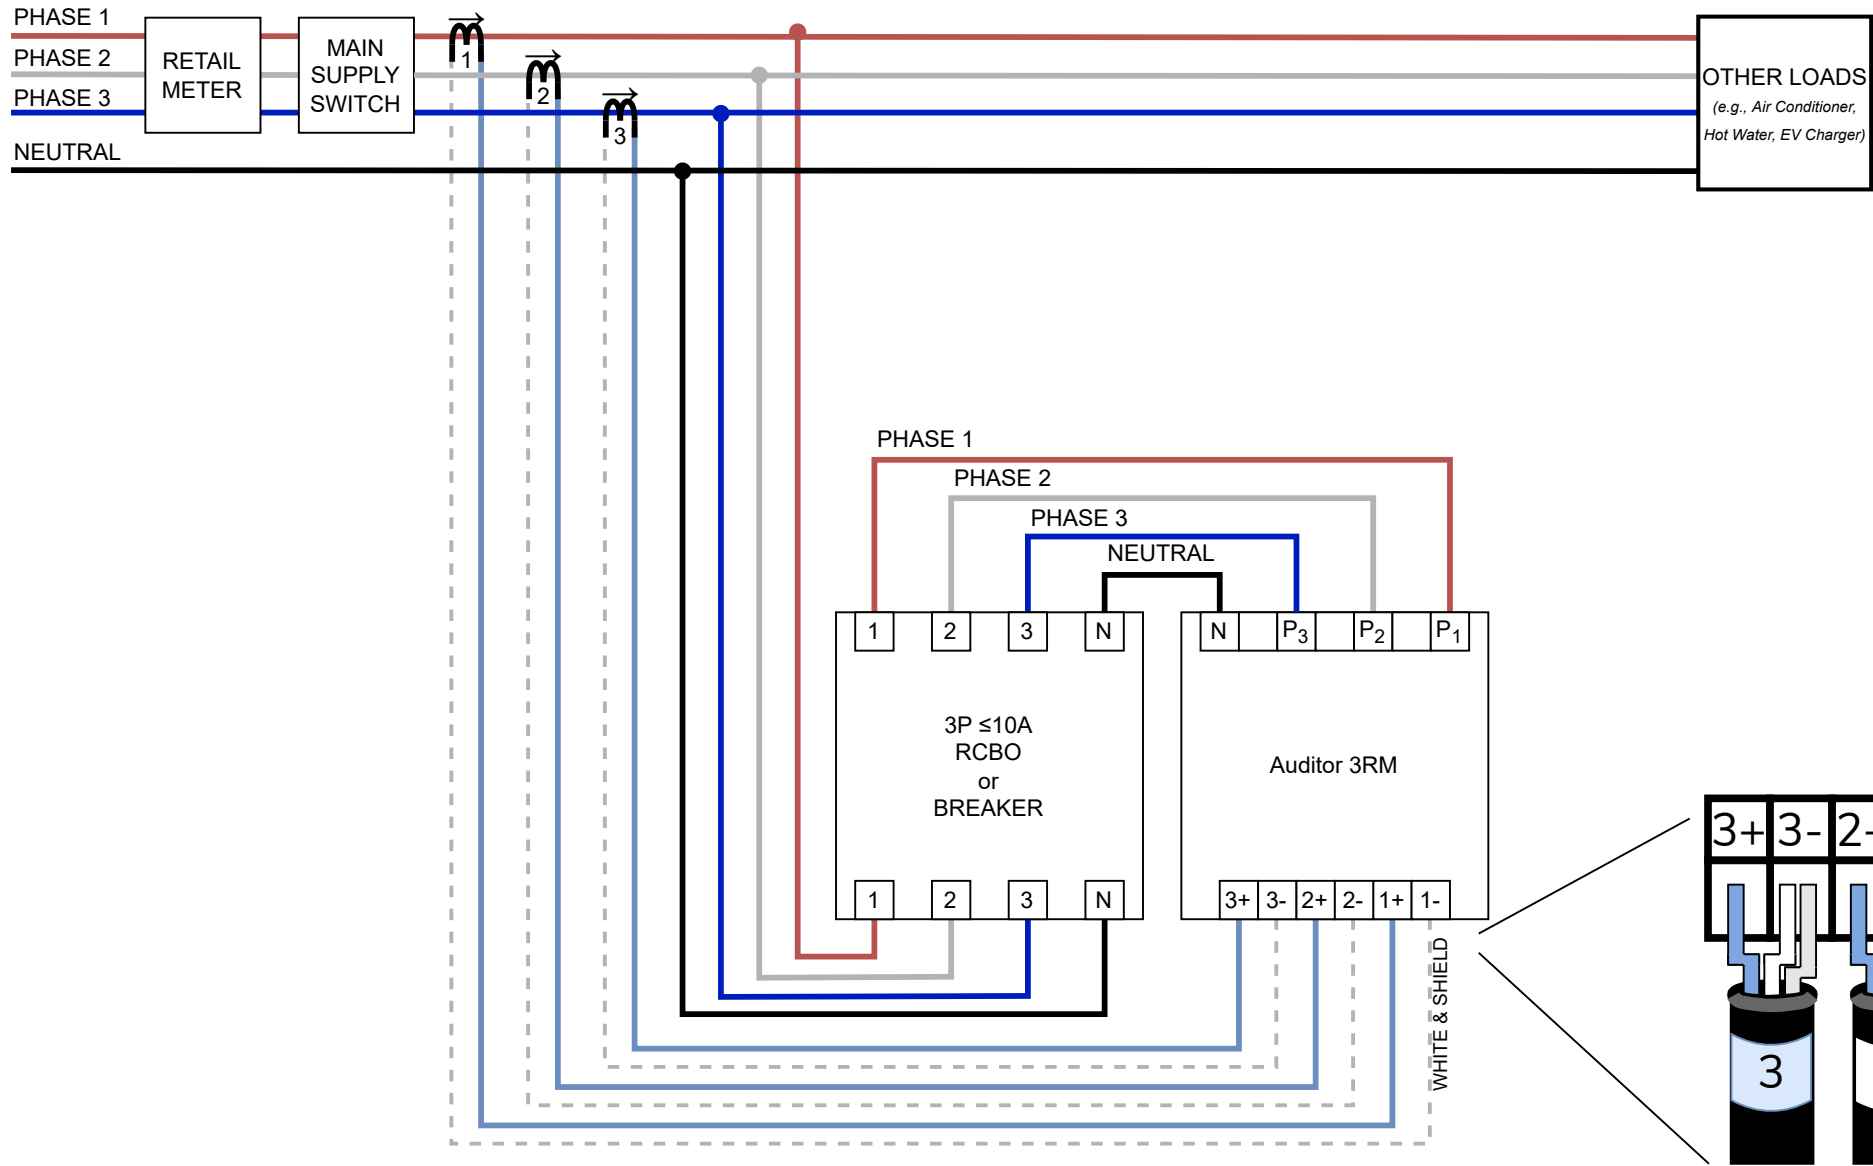 PHASE 1
PHASE 2
PHASE 3
NEUTRAL
RETAIL
METER
MAIN
SUPPLY
SWITCH
1
2
3
OTHER LOADS
(e.g., Air Conditioner,
Hot Water, EV Charger)
PHASE 1
PHASE 2
PHASE 3
NEUTRAL
1 2 3 N
3P ≤10A
RCBO
or
BREAKER
1 2 3 N
N P3 P2 P1
Auditor 3RM
3+ 3- 2+ 2- 1+ 1-
WHITE & SHIELD
3+ 3- 2-
3